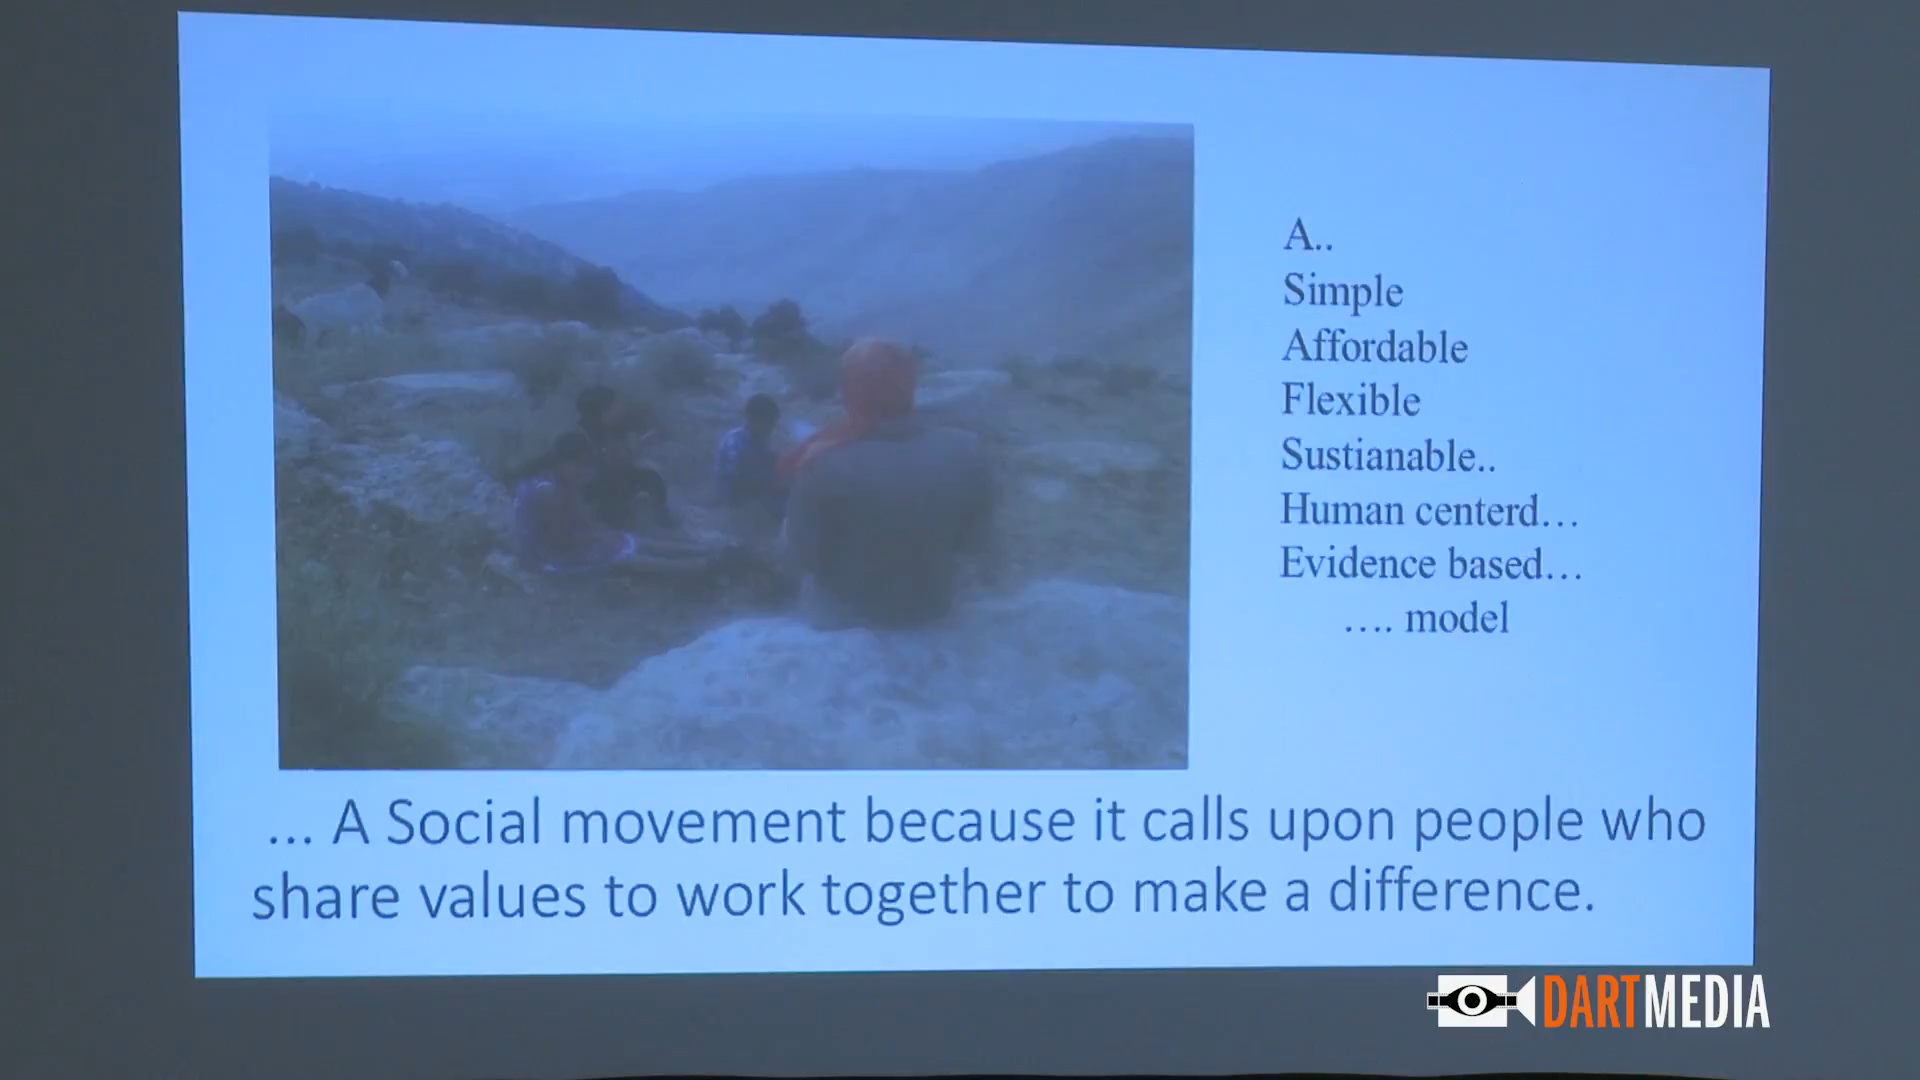 A..
Simple
Affordable
Flexible
Sustianable..
Human centerd...
Evidence based...
.... model
... A Social movement because it calls upon people who
share values to work together to make a difference.
DARTMEDIA